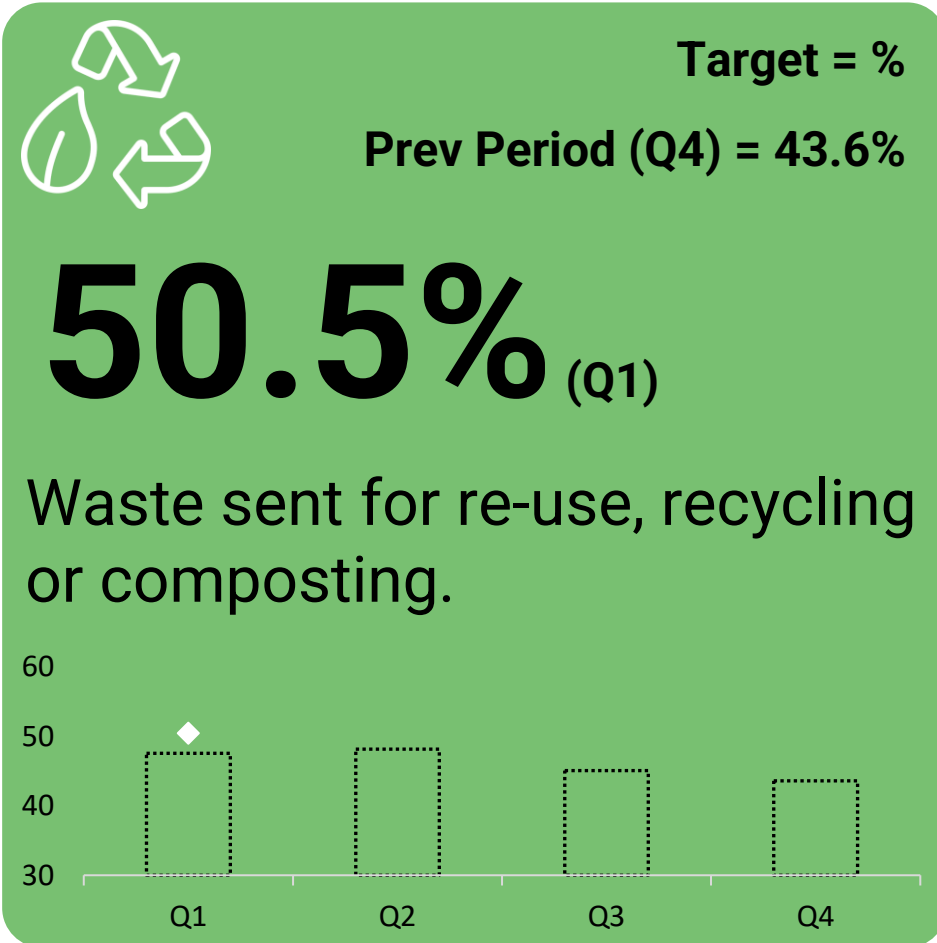 Target = %
Prev Period (Q4) = 43.6%
50.5% (Q1)
Waste sent for re-use, recycling
or composting.
60
50
40
30
Q1 Q2 Q3 Q4